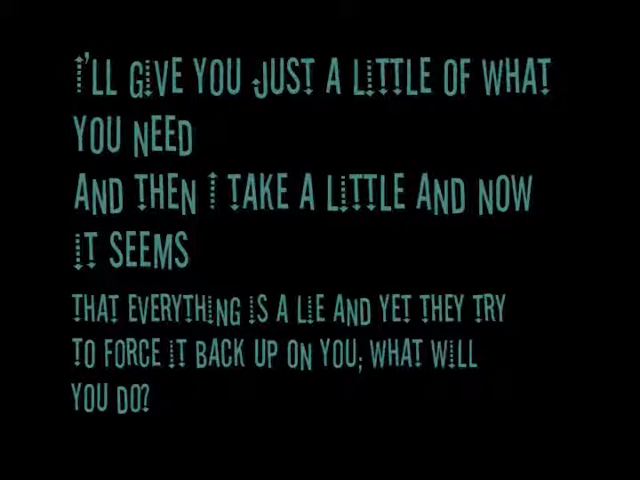 I'LL GIVE YOU JUST A LITTLE OF WHAT
YOU NEED
AND THEN I TAKE A LITTLE AND NOW
IT SEEMS
THAT EVERYTHING IS A LIE AND YET THEY TRY
TO FORCE IT BACK UP ON YOU; WHAT WILL
YOU DO?